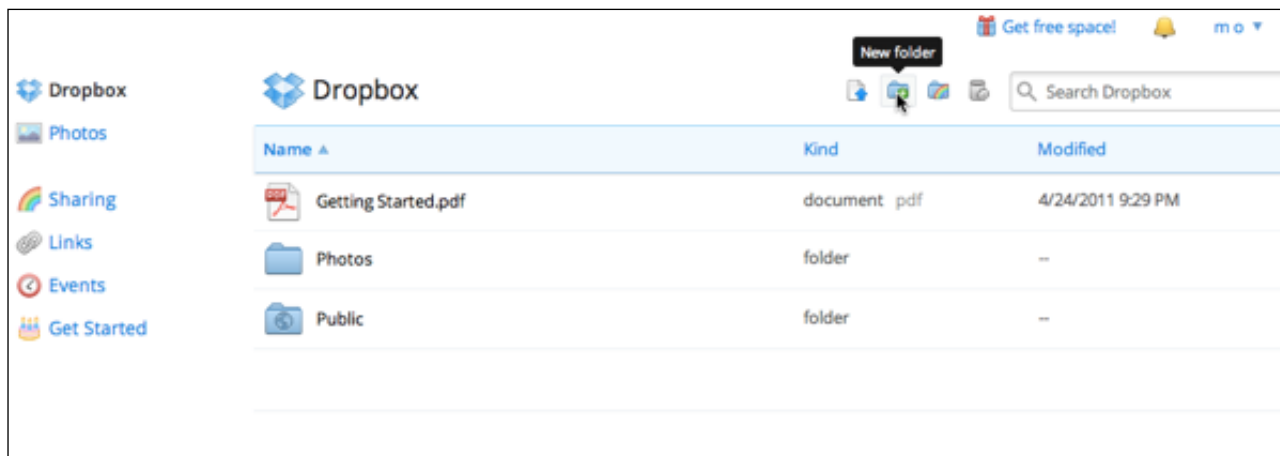 Get free space! m o ▼
New folder
Dropbox
Photos
Sharing
Links
Events
Get Started
Dropbox
Search Dropbox
Name ▲ Kind Modified
Getting Started.pdf document pdf 4/24/2011 9:29 PM
Photos folder --
Public folder --